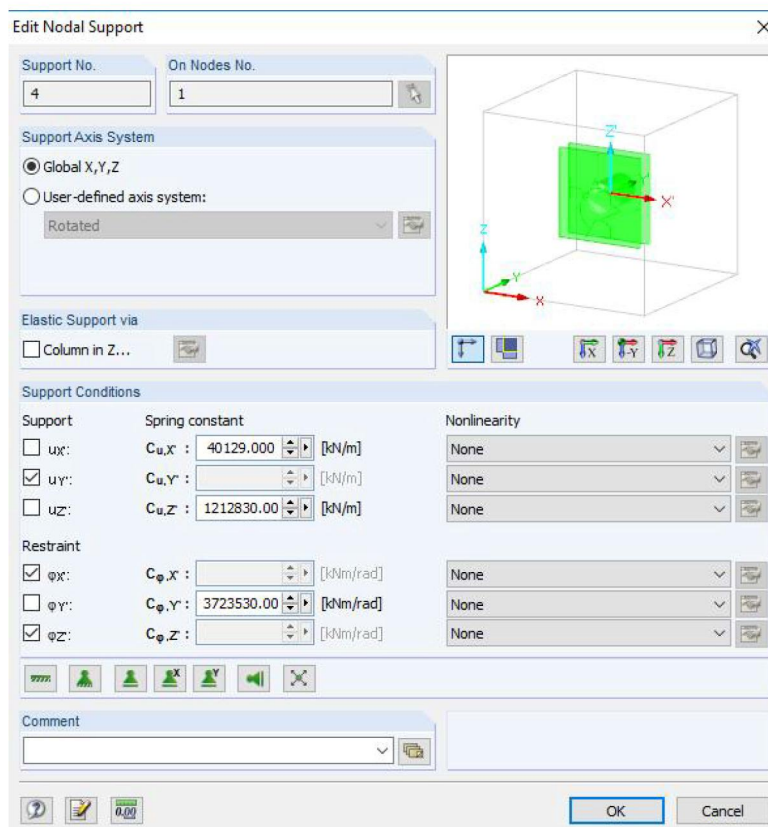 Edit Nodal Support
Support No. On Nodes No.
4 1
Support Axis System
Global X,Y,Z
User-defined axis system:
Rotated
Z' Y' X'
Z Y X
Elastic Support via
Column in Z...
X -Y Z
Support Conditions
Support Spring constant Nonlinearity
uX': Cu,X' : 40129.000 [kN/m] None
uY': Cu,Y' : [kN/m] None
uZ': Cu,Z' : 1212830.00 [kN/m] None
Restraint
φX': Cφ,X' : [kNm/rad] None
φY': Cφ,Y' : 3723530.00 [kNm/rad] None
φZ': Cφ,Z' : [kNm/rad] None
X Y
Comment
0.00 OK Cancel